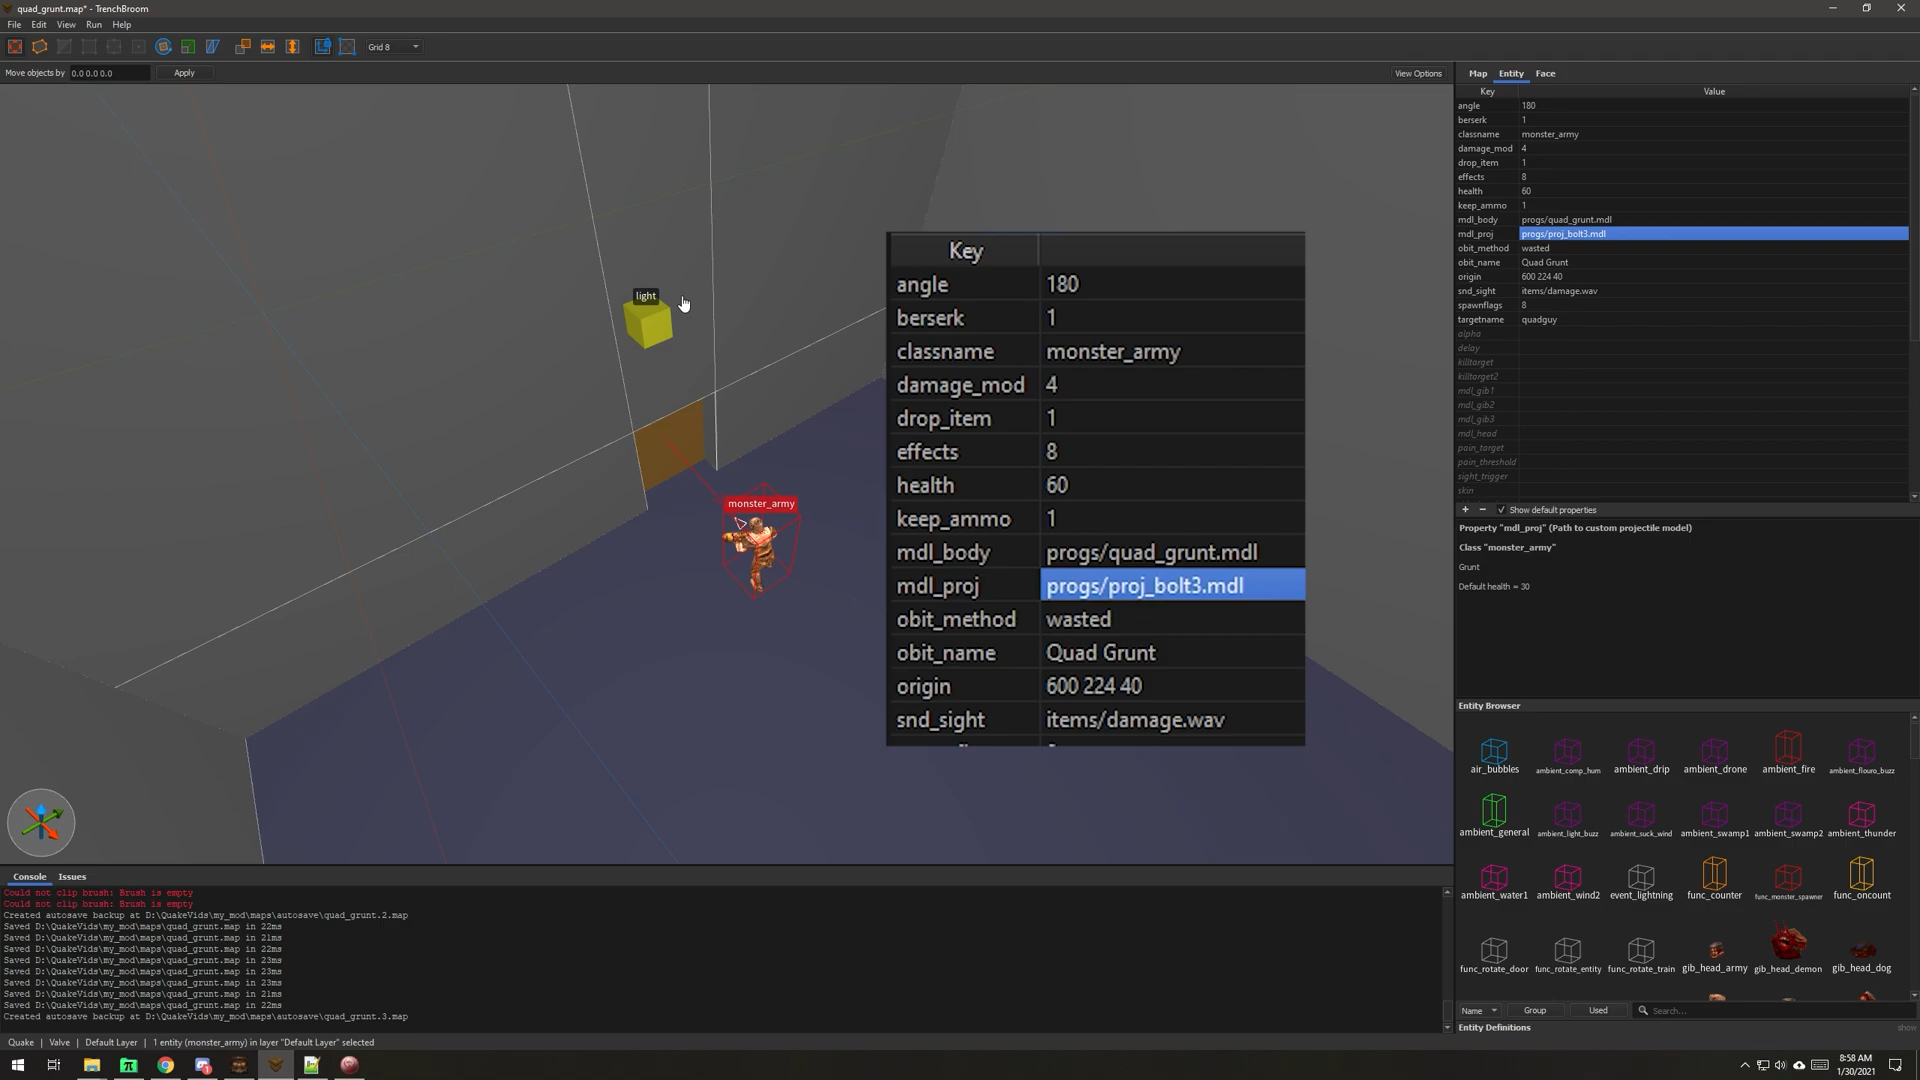 quad_grunt.map* - TrenchBroom
File Edit View Run Help
Grid 8
Move objects by 0.0 0.0 0.0 Apply View Options
light
monster_army
Key
angle 180
berserk 1
classname monster_army
damage_mod 4
drop_item 1
effects 8
health 60
keep_ammo 1
mdl_body progs/quad_grunt.mdl
mdl_proj progs/proj_bolt3.mdl
obit_method wasted
obit_name Quad Grunt
origin 600 224 40
snd_sight items/damage.wav
Map Entity Face
Key Value
angle 180
berserk 1
classname monster_army
damage_mod 4
drop_item 1
effects 8
health 60
keep_ammo 1
mdl_body progs/quad_grunt.mdl
mdl_proj progs/proj_bolt3.mdl
obit_method wasted
obit_name Quad Grunt
origin 600 224 40
snd_sight items/damage.wav
spawnflags 8
targetname quadguy
alpha
delay
killtarget
killtarget2
mdl_gib1
mdl_gib2
mdl_gib3
mdl_head
pain_target
pain_threshold
sight_trigger
skin
+ − Show default properties
Property "mdl_proj" (Path to custom projectile model)
Class "monster_army"
Grunt
Default health = 30
Entity Browser
air_bubbles ambient_comp_hum ambient_drip ambient_drone ambient_fire ambient_flouro_buzz
ambient_general ambient_light_buzz ambient_suck_wind ambient_swamp1 ambient_swamp2 ambient_thunder
ambient_water1 ambient_wind2 event_lightning func_counter func_monster_spawner func_oncount
func_rotate_door func_rotate_entity func_rotate_train gib_head_army gib_head_demon gib_head_dog
Name Group Used Search...
Entity Definitions show
Console Issues
Could not clip brush: Brush is empty
Could not clip brush: Brush is empty
Created autosave backup at D:\QuakeVids\my_mod\maps\autosave\quad_grunt.2.map
Saved D:\QuakeVids\my_mod\maps\quad_grunt.map in 22ms
Saved D:\QuakeVids\my_mod\maps\quad_grunt.map in 21ms
Saved D:\QuakeVids\my_mod\maps\quad_grunt.map in 22ms
Saved D:\QuakeVids\my_mod\maps\quad_grunt.map in 23ms
Saved D:\QuakeVids\my_mod\maps\quad_grunt.map in 23ms
Saved D:\QuakeVids\my_mod\maps\quad_grunt.map in 23ms
Saved D:\QuakeVids\my_mod\maps\quad_grunt.map in 21ms
Saved D:\QuakeVids\my_mod\maps\quad_grunt.map in 22ms
Created autosave backup at D:\QuakeVids\my_mod\maps\autosave\quad_grunt.3.map
Quake Valve Default Layer 1 entity (monster_army) in layer "Default Layer" selected
8:58 AM
1/30/2021